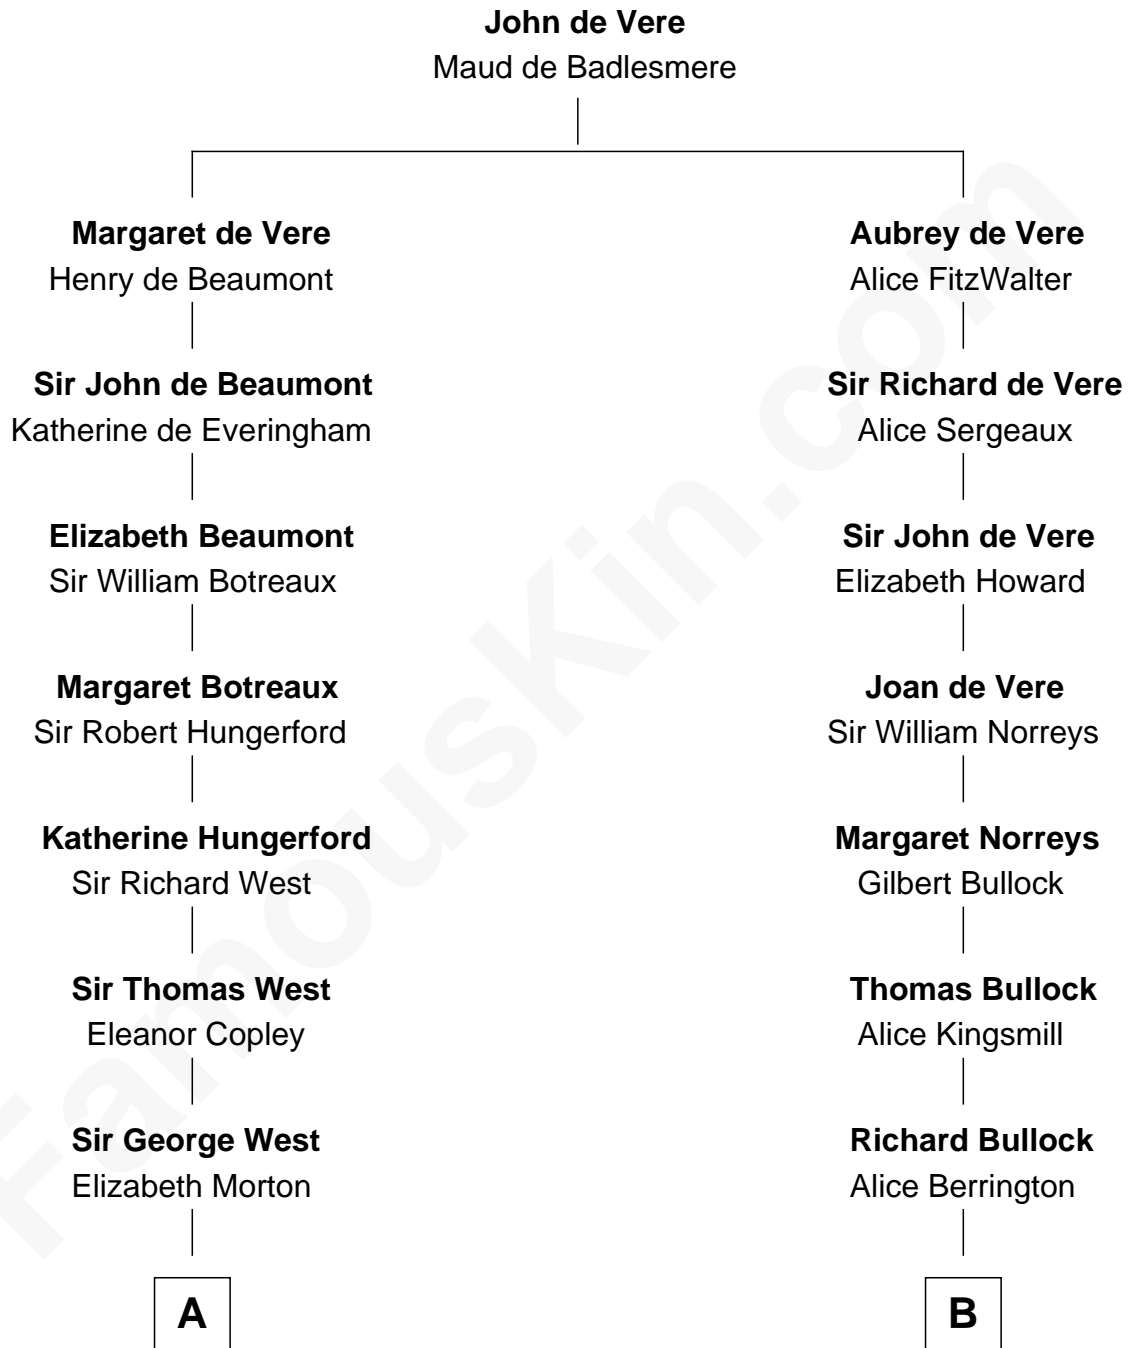 John de Vere
Maud de Badlesmere
Margaret de Vere
Henry de Beaumont
Aubrey de Vere
Alice FitzWalter
Sir John de Beaumont
Katherine de Everingham
Sir Richard de Vere
Alice Sergeaux
Elizabeth Beaumont
Sir William Botreaux
Sir John de Vere
Elizabeth Howard
Margaret Botreaux
Sir Robert Hungerford
Joan de Vere
Sir William Norreys
Katherine Hungerford
Sir Richard West
Margaret Norreys
Gilbert Bullock
Sir Thomas West
Eleanor Copley
Thomas Bullock
Alice Kingsmill
Sir George West
Elizabeth Morton
Richard Bullock
Alice Berrington
A
B
FamousKin.com